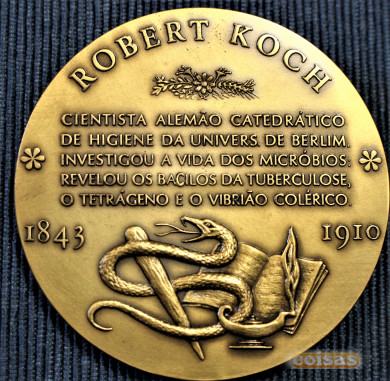 ROBERT KOCH
CIENTISTA ALEMÃO CATEDRÁTICO
DE HIGIENE DA UNIVERS. DE BERLIM.
INVESTIGOU A VIDA DOS MICRÓBIOS:
REVELOU OS BACILOS DA TUBERCULOSE,
O TETRÁGENO E O VIBRIÃO COLÉRICO.
1843 1910
coisas